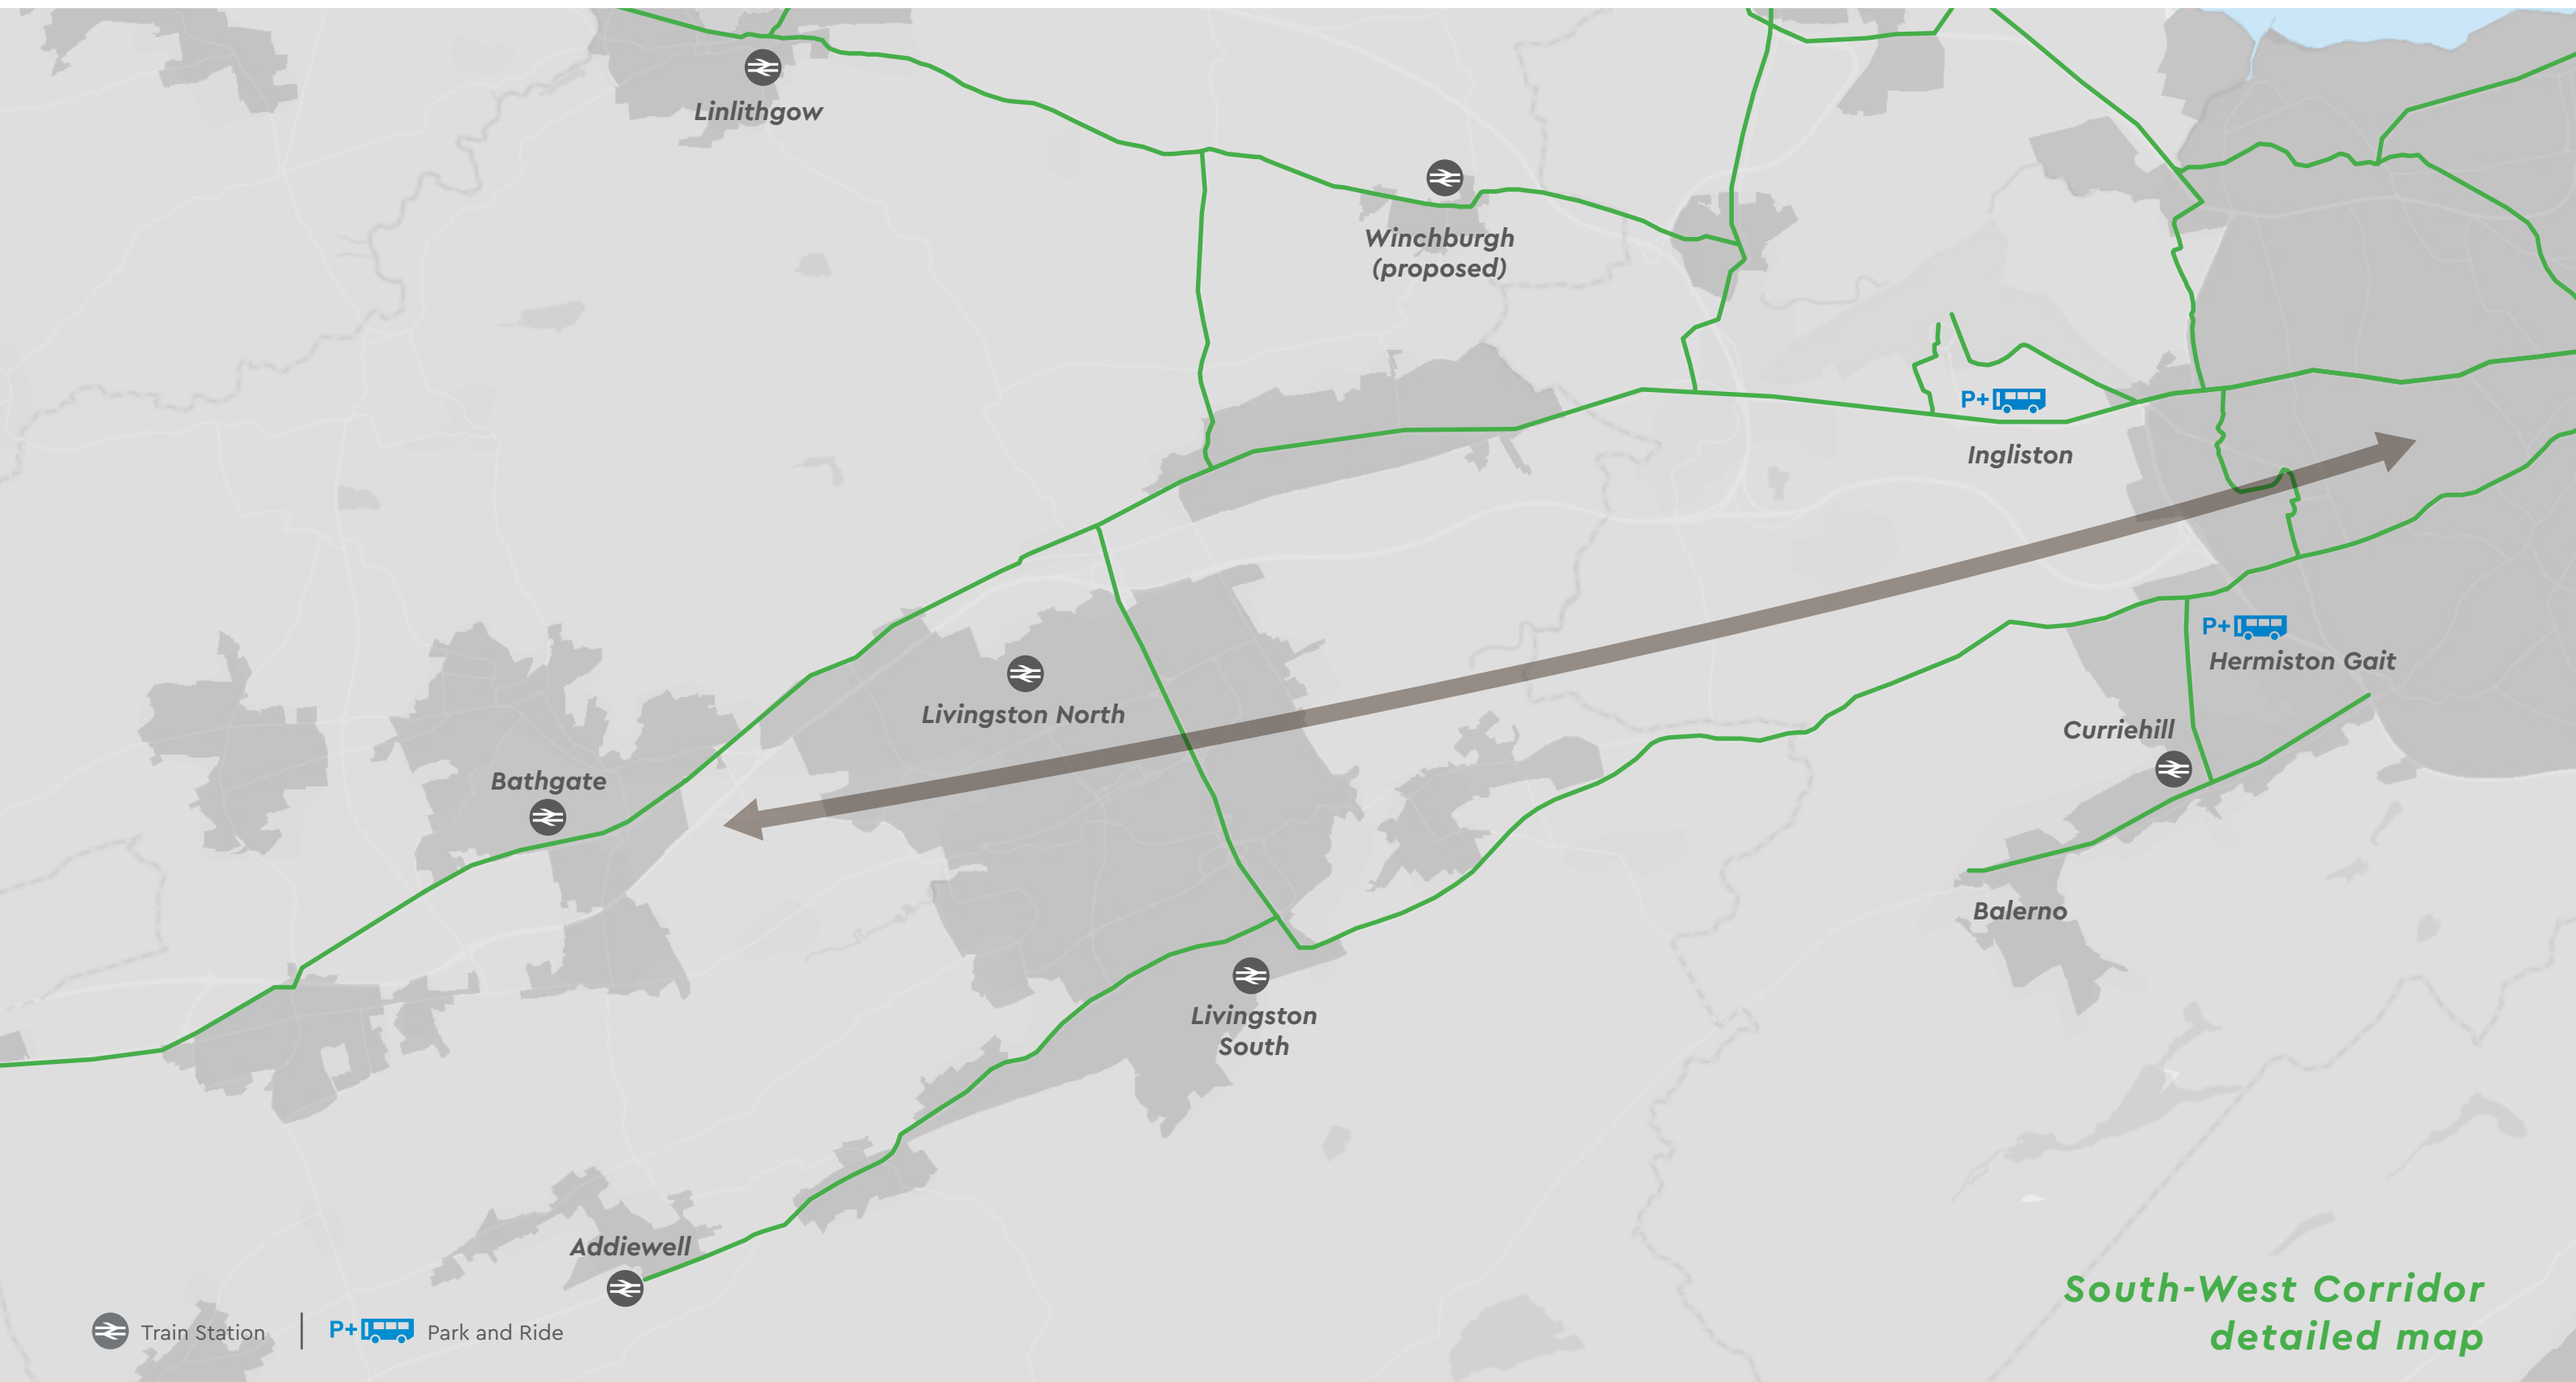 Linlithgow
Winchburgh
(proposed)
P+
Ingliston
P+
Hermiston Gait
Livingston North
Curriehill
Bathgate
Balerno
Livingston
South
Addiewell
South-West Corridor
detailed map
Train Station
P+ Park and Ride